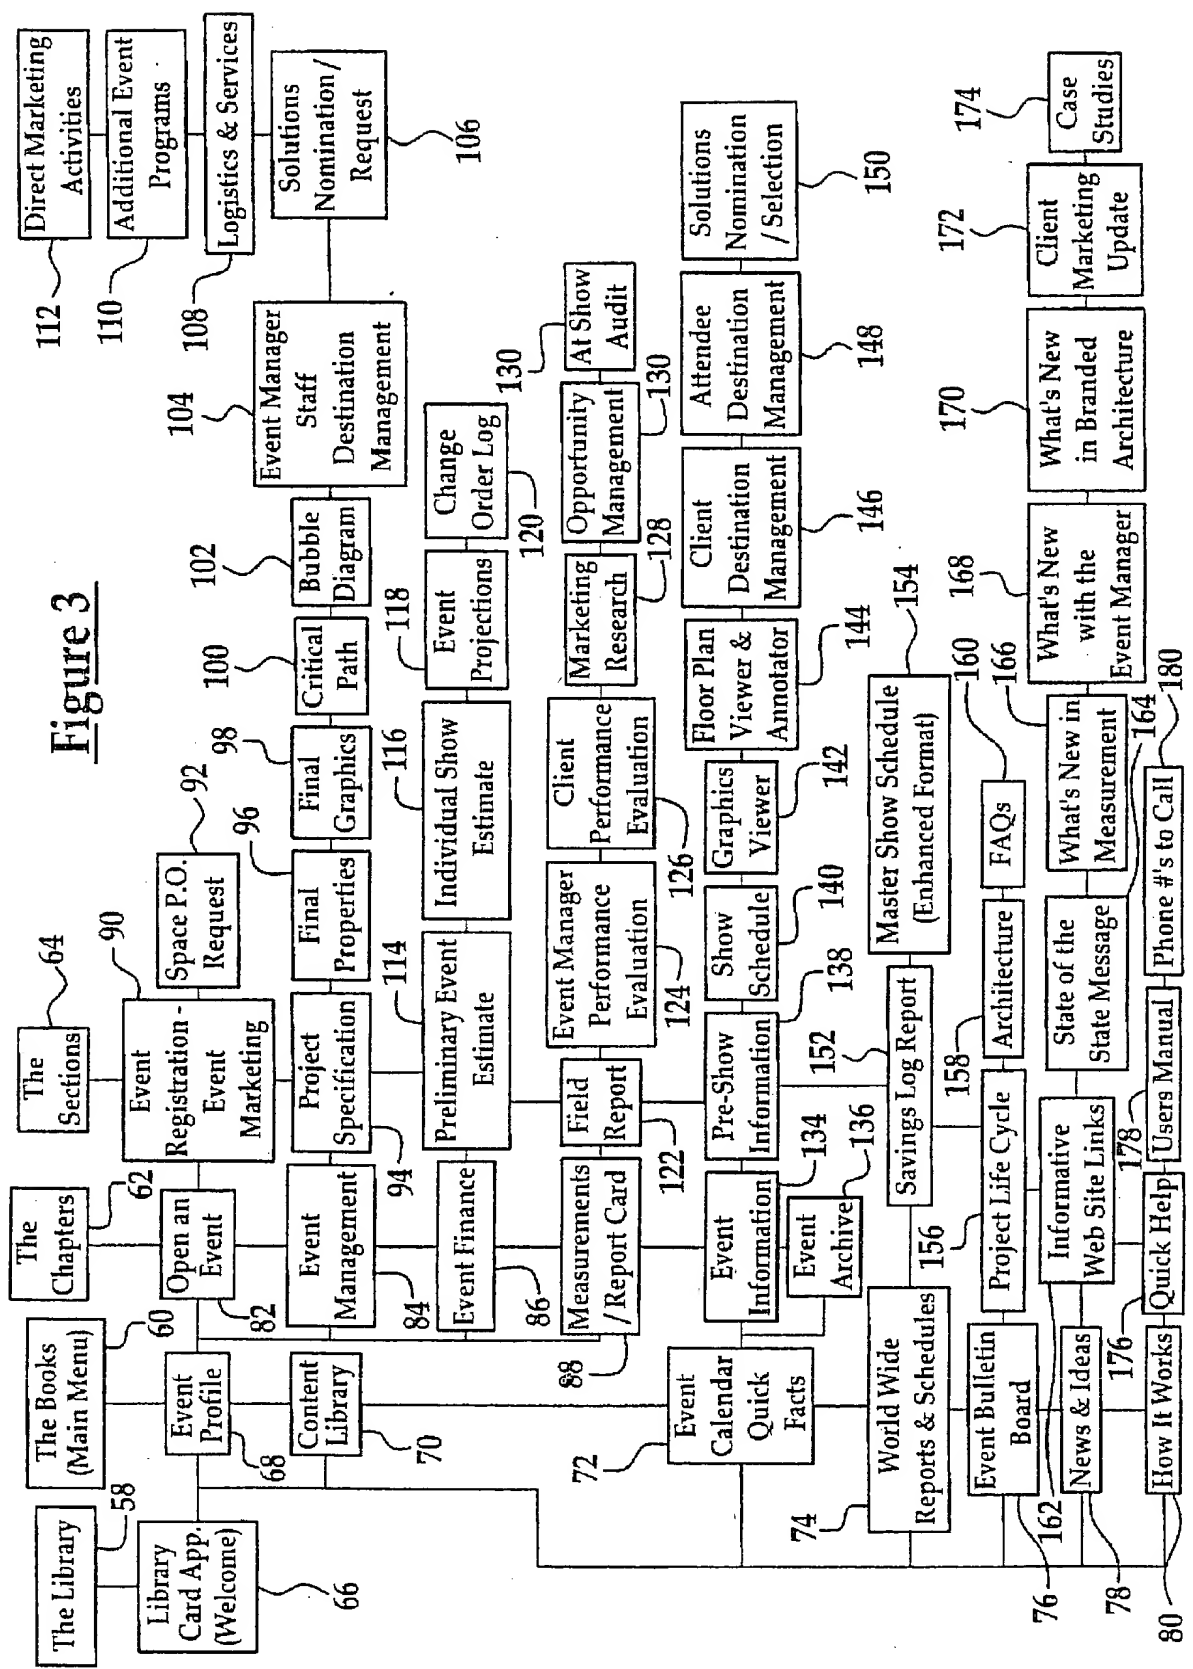 Figure 3
The Library
58
The Books
(Main Menu)
60
The
Chapters
62
The
Sections
64
Library
Card App.
(Welcome)
66
Event
Profile
68
Open an
Event
82
Event
Registration -
Event
Marketing
90
Space P.O.
Request
92
Content
Library
70
Event
Management
84
Project
Specification
94
Final
Properties
96
Final
Graphics
98
Critical
Path
100
Bubble
Diagram
102
Event Manager
Staff
Destination
Management
104
Solutions
Nomination /
Request
106
Logistics & Services
108
Additional Event
Programs
110
Direct Marketing
Activities
112
Event Finance
86
Preliminary Event
Estimate
114
Individual Show
Estimate
116
Event
Projections
118
Change
Order Log
120
Measurements
/ Report Card
88
Field
Report
122
Event Manager
Performance
Evaluation
124
Client
Performance
Evaluation
126
Marketing
Research
128
Opportunity
Management
130
At Show
Audit
130
Event
Calendar
Quick
Facts
72
Event
Information
134
Event
Archive
136
Pre-Show
Information
138
Show
Schedule
140
Graphics
Viewer
142
Floor Plan
Viewer &
Annotator
144
Client
Destination
Management
146
Attendee
Destination
Management
148
Solutions
Nomination
/ Selection
150
World Wide
Reports & Schedules
74
Savings Log Report
152
Master Show Schedule
(Enhanced Format)
154
Event Bulletin
Board
76
Project Life Cycle
156
Architecture
158
FAQs
160
News & Ideas
78
Informative
Web Site Links
162
State of the
State Message
164
What's New in
Measurement
166
What's New
with the
Event Manager
168
What's New
in Branded
Architecture
170
Client
Marketing
Update
172
Case
Studies
174
How It Works
80
Quick Help
176
Users Manual
178
Phone #'s to Call
180